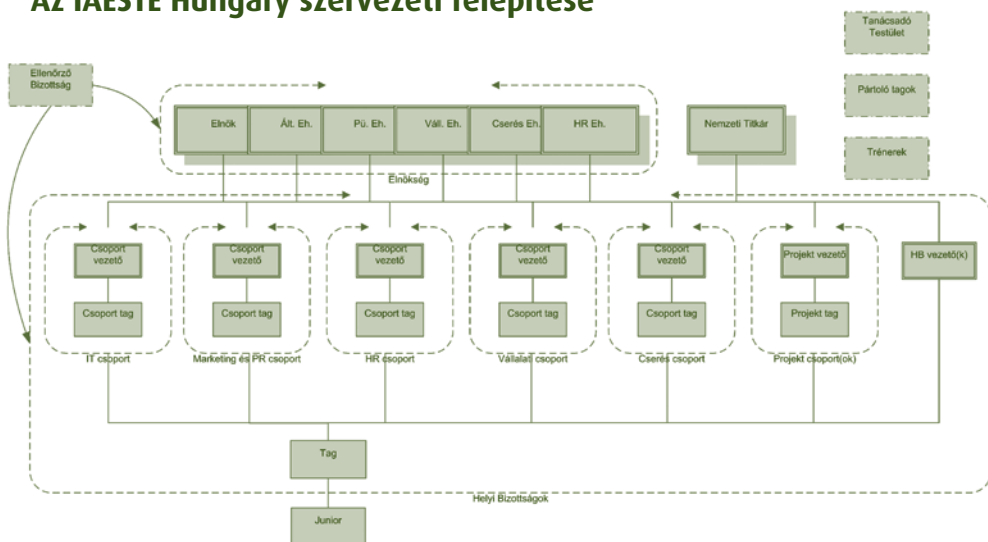 Az IAESTE Hungary szervezeti felépítése
Tanácsadó
Testület
Ellenőrző
Bizottság
Pártoló tagok
Elnök
Ált. Eh.
Pü. Eh.
Váll. Eh.
Cserés Eh.
HR Eh.
Nemzeti Titkár
Trénerek
Elnökség
Csoport
vezető
Csoport
vezető
Csoport
vezető
Csoport
vezető
Csoport
vezető
Projekt vezető
HB vezető(k)
Csoport tag
Csoport tag
Csoport tag
Csoport tag
Csoport tag
Projekt tag
IT csoport
Marketing és PR csoport
HR csoport
Vállalati csoport
Cserés csoport
Projekt csoport(ok)
Tag
Helyi Bizottságok
Junior